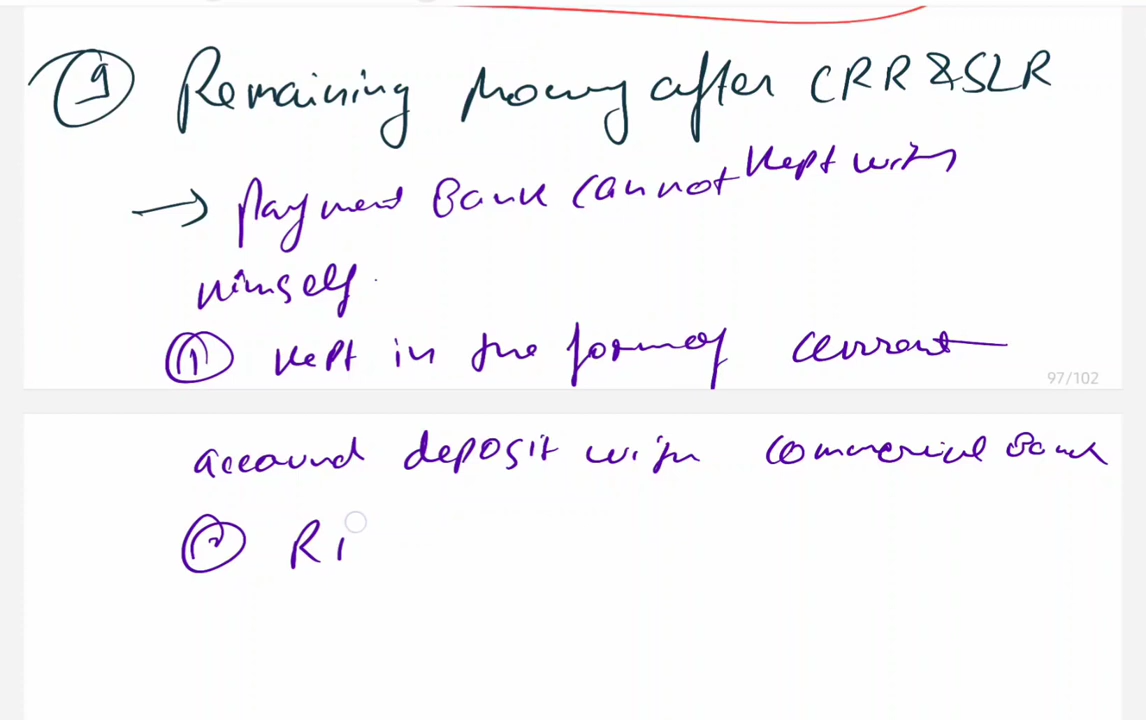 9 Remaining Money after CRR & SLR
→ Payment Bank cannot kept with
himself.
1 kept in the form of current
97/102
account deposit with commercial Bank
2 R